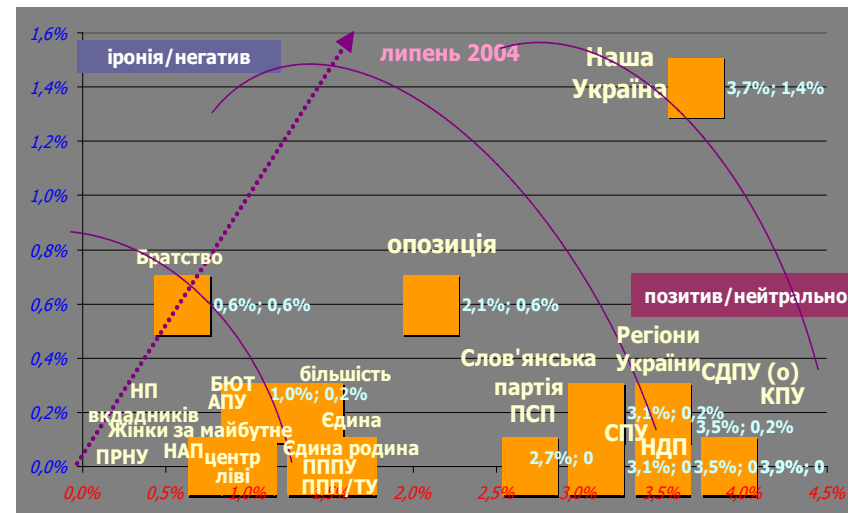 1,6%
іронія/негатив
липень 2004
Наша
Україна
1,4%
3,7%; 1,4%
1,2%
1,0%
0,8%
Братство
опозиція
0,6%
0,6%; 0,6%
2,1%; 0,6%
позитив/нейтрально
0,4%
Слов'янська
партія
ПСП
Регіони
України
СДПУ (о)
КПУ
більшість
НП
вкладників
БЮТ
АПУ
1,0%; 0,2%
0,2%
3,1%; 0,2%
3,5%; 0,2%
Жінки за майбутне
Єдина
СПУ
НДП
ПРНУ
НАП
центр
ліві
Єдина родина
ПППУ
ППП/ТУ
2,7%; 0
3,1%; 0
3,5%; 0
3,9%; 0
0,0%
0,0%
0,5%
1,0%
1,5%
2,0%
2,5%
3,0%
3,5%
4,0%
4,5%